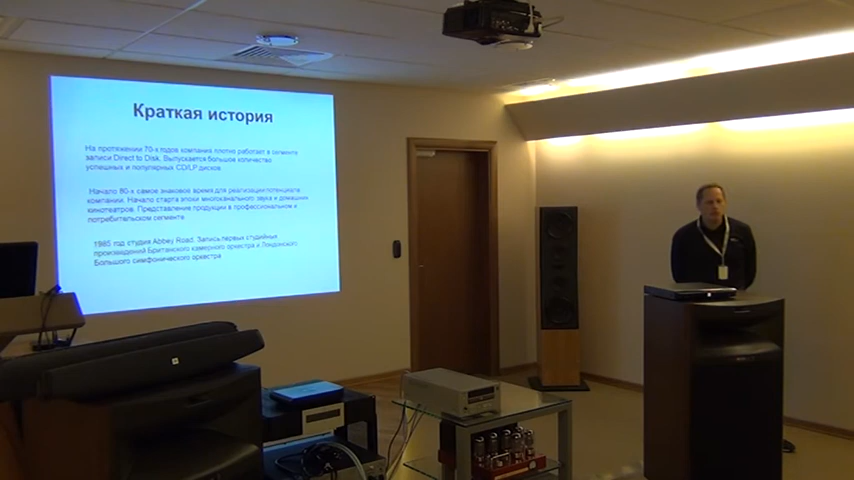 Краткая история
На протяжении 70-х годов компания плотно работает в сегменте
записи Direct to Disk. Выпускается большое количество
успешных и популярных CD/LP дисков.
Начало 80-х самое знаковое время для реализации потенциала
компании. Начало старта эпохи многоканального звука и домашних
кинотеатров. Представление продукции в профессиональном и
потребительском сегменте.
1985 год студия Abbey Road. Запись первых студийных
произведений Британского камерного оркестра и Лондонского
Большого симфонического оркестра